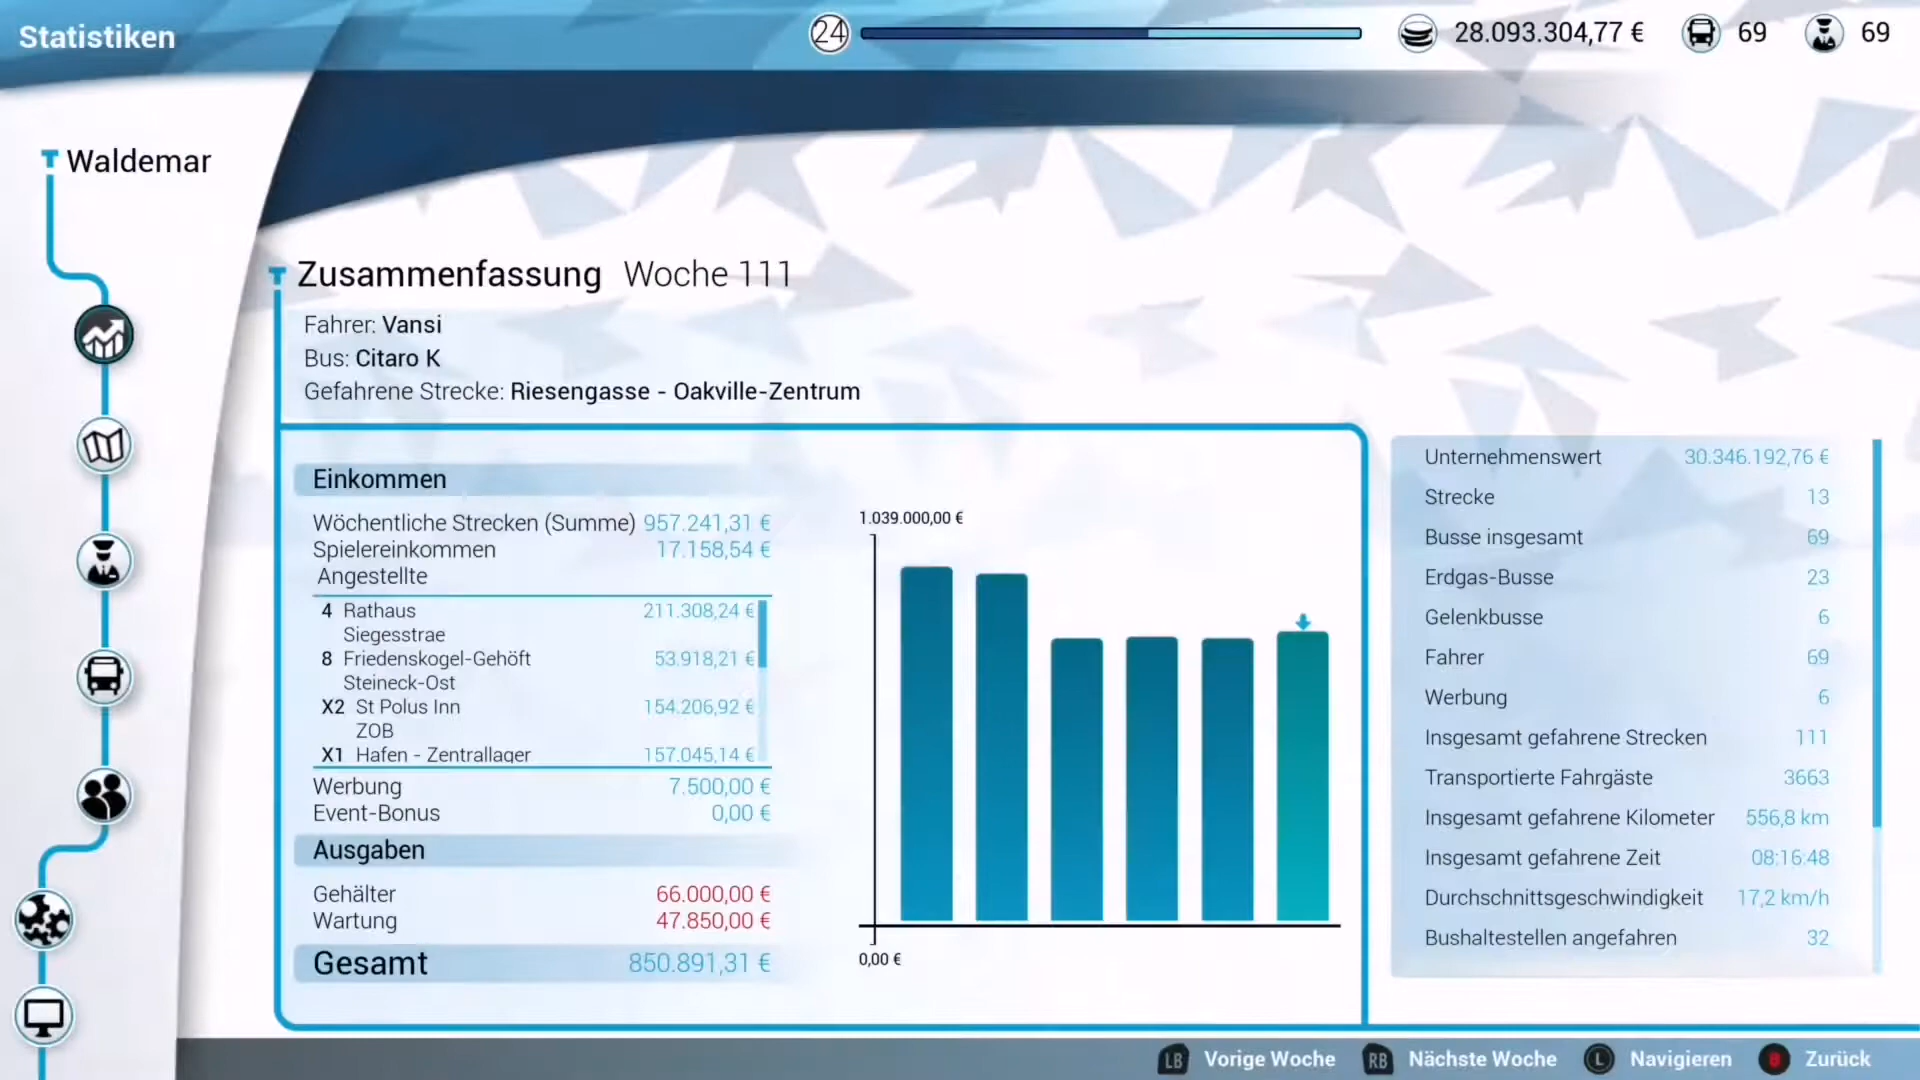 Statistiken
24
28.093.304,77 €
69
69
Waldemar
Zusammenfassung Woche 111
Fahrer: Vansi
Bus: Citaro K
Gefahrene Strecke: Riesengasse - Oakville-Zentrum
Einkommen
Wöchentliche Strecken (Summe) 957.241,31 €
Spielereinkommen 17.158,54 €
Angestellte
4 Rathaus 211.308,24 €
Siegesstrae
8 Friedenskogel-Gehöft 53.918,21 €
Steineck-Ost
X2 St Polus Inn 154.206,92 €
ZOB
X1 Hafen - Zentrallager 157.045,14 €
Werbung 7.500,00 €
Event-Bonus 0,00 €
Ausgaben
Gehälter 66.000,00 €
Wartung 47.850,00 €
Gesamt 850.891,31 €
1.039.000,00 €
0,00 €
Unternehmenswert 30.346.192,76 €
Strecke 13
Busse insgesamt 69
Erdgas-Busse 23
Gelenkbusse 6
Fahrer 69
Werbung 6
Insgesamt gefahrene Strecken 111
Transportierte Fahrgäste 3663
Insgesamt gefahrene Kilometer 556,8 km
Insgesamt gefahrene Zeit 08:16:48
Durchschnittsgeschwindigkeit 17,2 km/h
Bushaltestellen angefahren 32
LB Vorige Woche RB Nächste Woche L Navigieren B Zurück